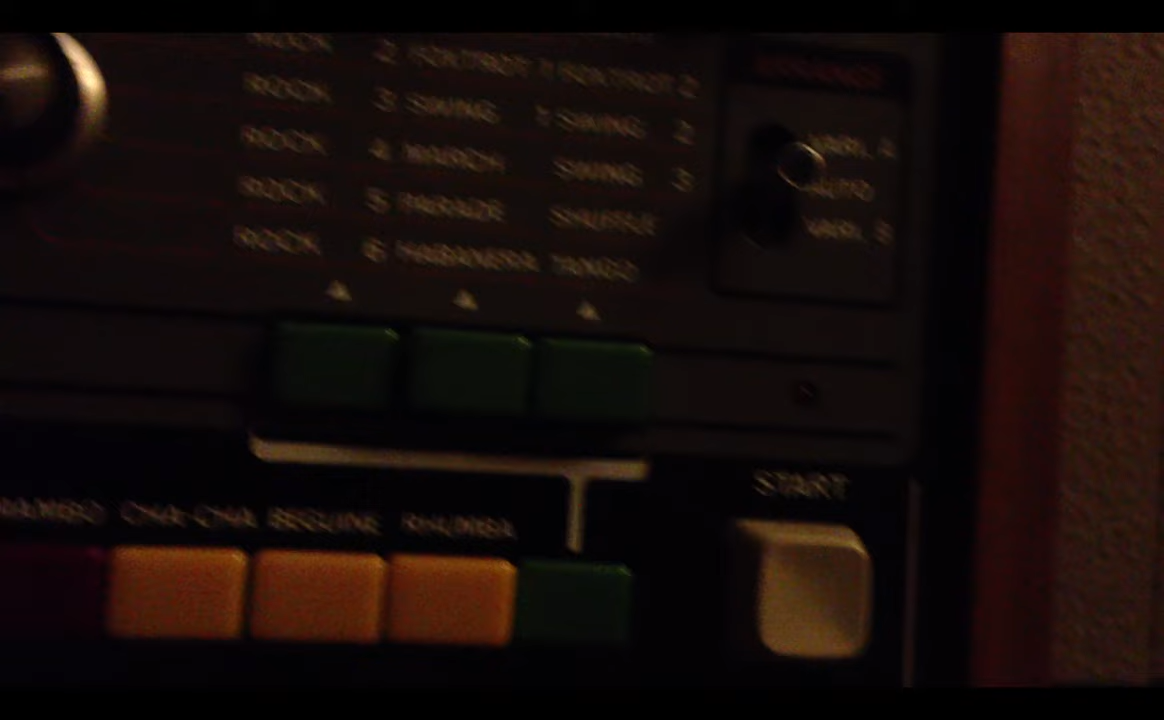 ROCK 2 FOXTROT 1 FOXTROT 2
ROCK 3 SWING 1 SWING 2
ROCK 4 MARCH SWING 3
ROCK 5 PARADE SHUFFLE
ROCK 6 HABANERA TANGO
VARI. A
AUTO
VARI. B
START
MAMBO CHA-CHA BEGUINE RHUMBA